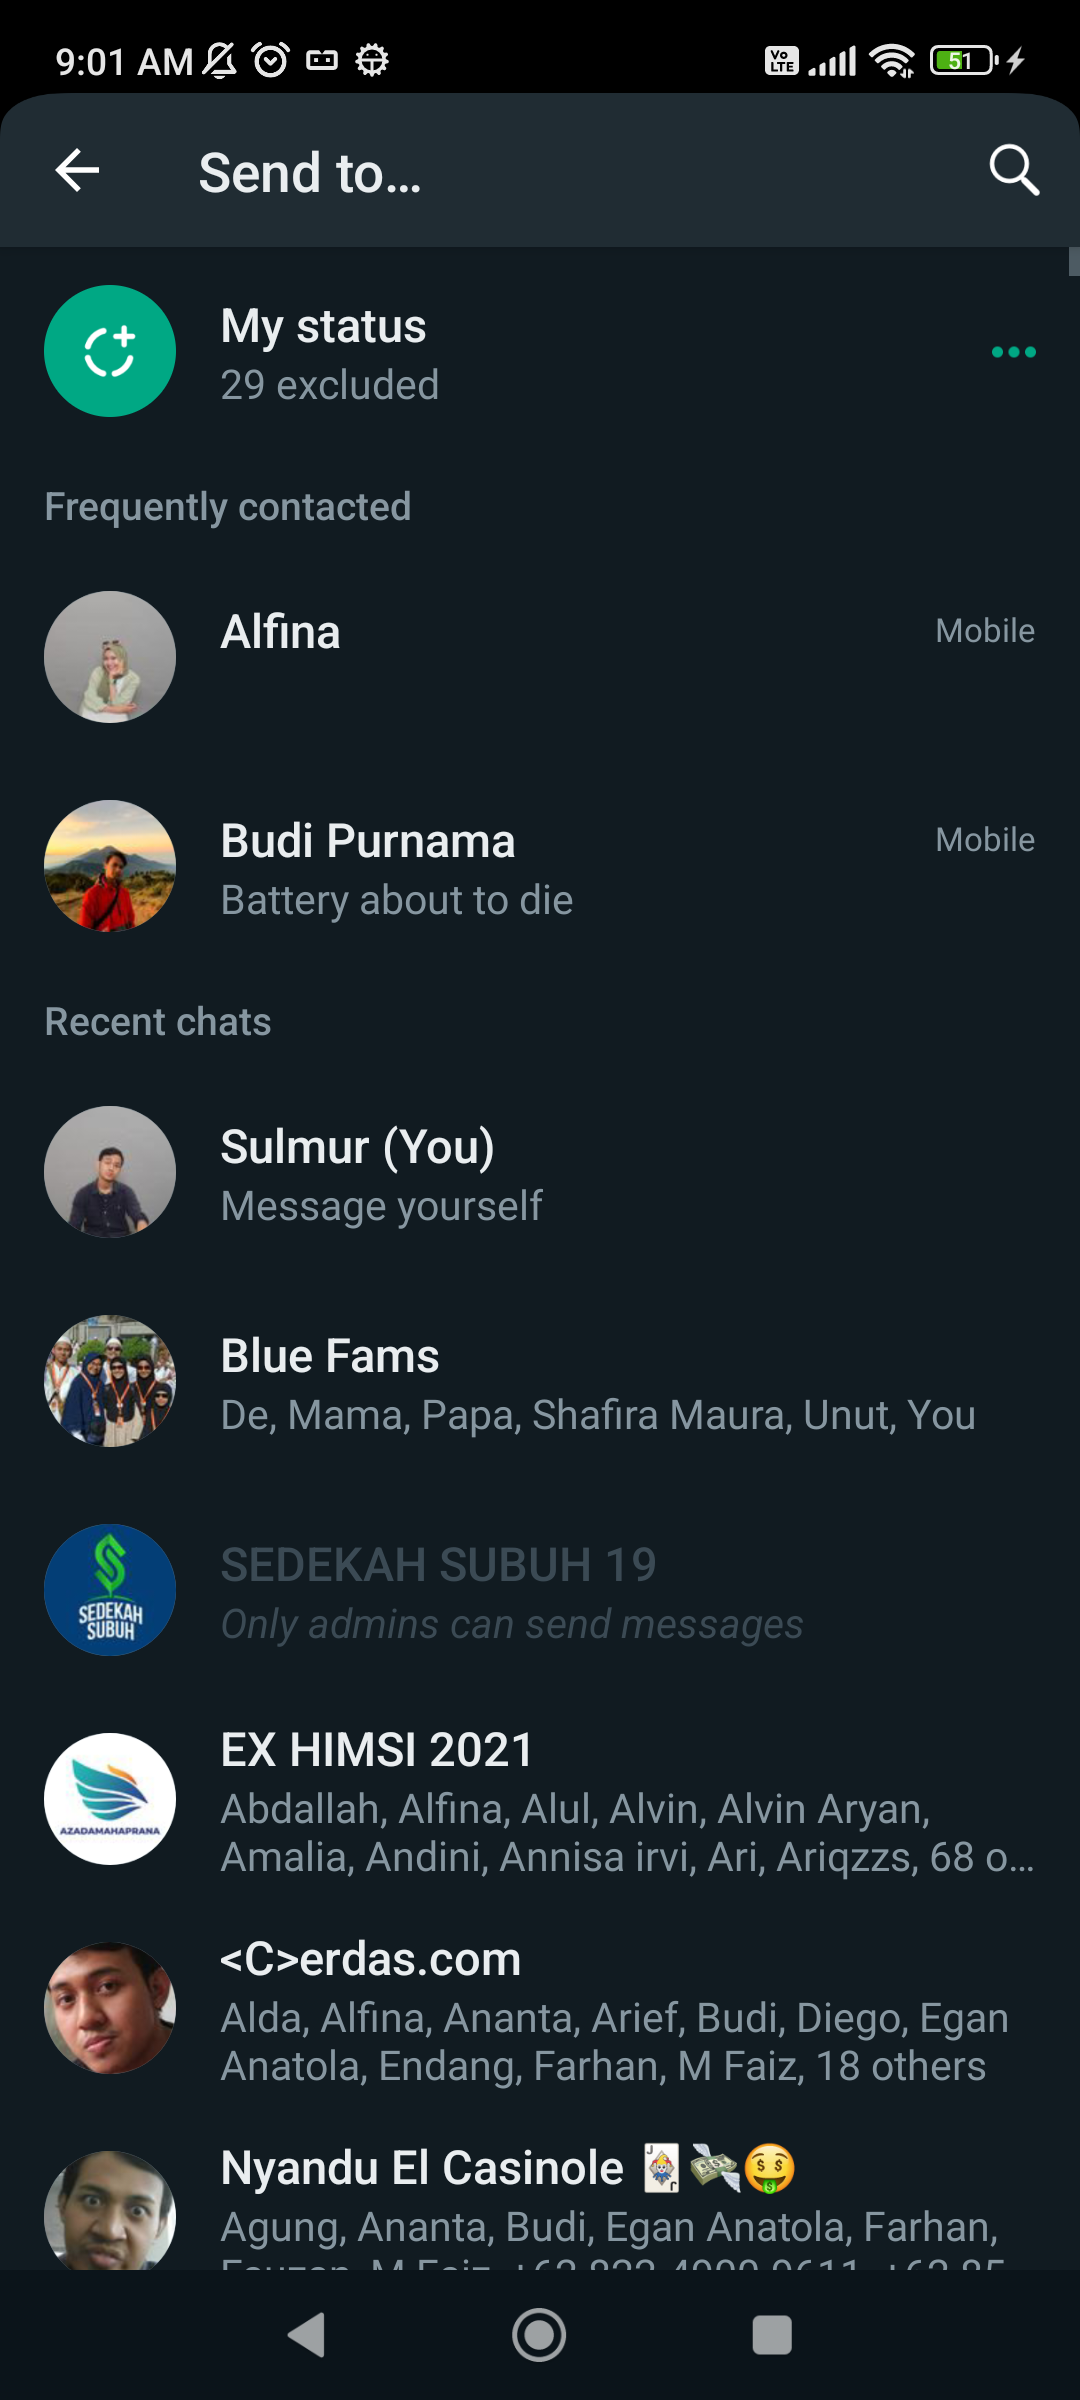 9:01 AM
Vo LTE
51
Send to...
My status
29 excluded
Frequently contacted
Alfina
Mobile
Budi Purnama
Mobile
Battery about to die
Recent chats
Sulmur (You)
Message yourself
Blue Fams
De, Mama, Papa, Shafira Maura, Unut, You
SEDEKAH
SUBUH
SEDEKAH SUBUH 19
Only admins can send messages
AZADAMAHAPRANA
EX HIMSI 2021
Abdallah, Alfina, Alul, Alvin, Alvin Aryan,
Amalia, Andini, Annisa irvi, Ari, Ariqzzs, 68 o...
<C>erdas.com
Alda, Alfina, Ananta, Arief, Budi, Diego, Egan
Anatola, Endang, Farhan, M Faiz, 18 others
Nyandu El Casinole 🃏💸🤑
Agung, Ananta, Budi, Egan Anatola, Farhan,